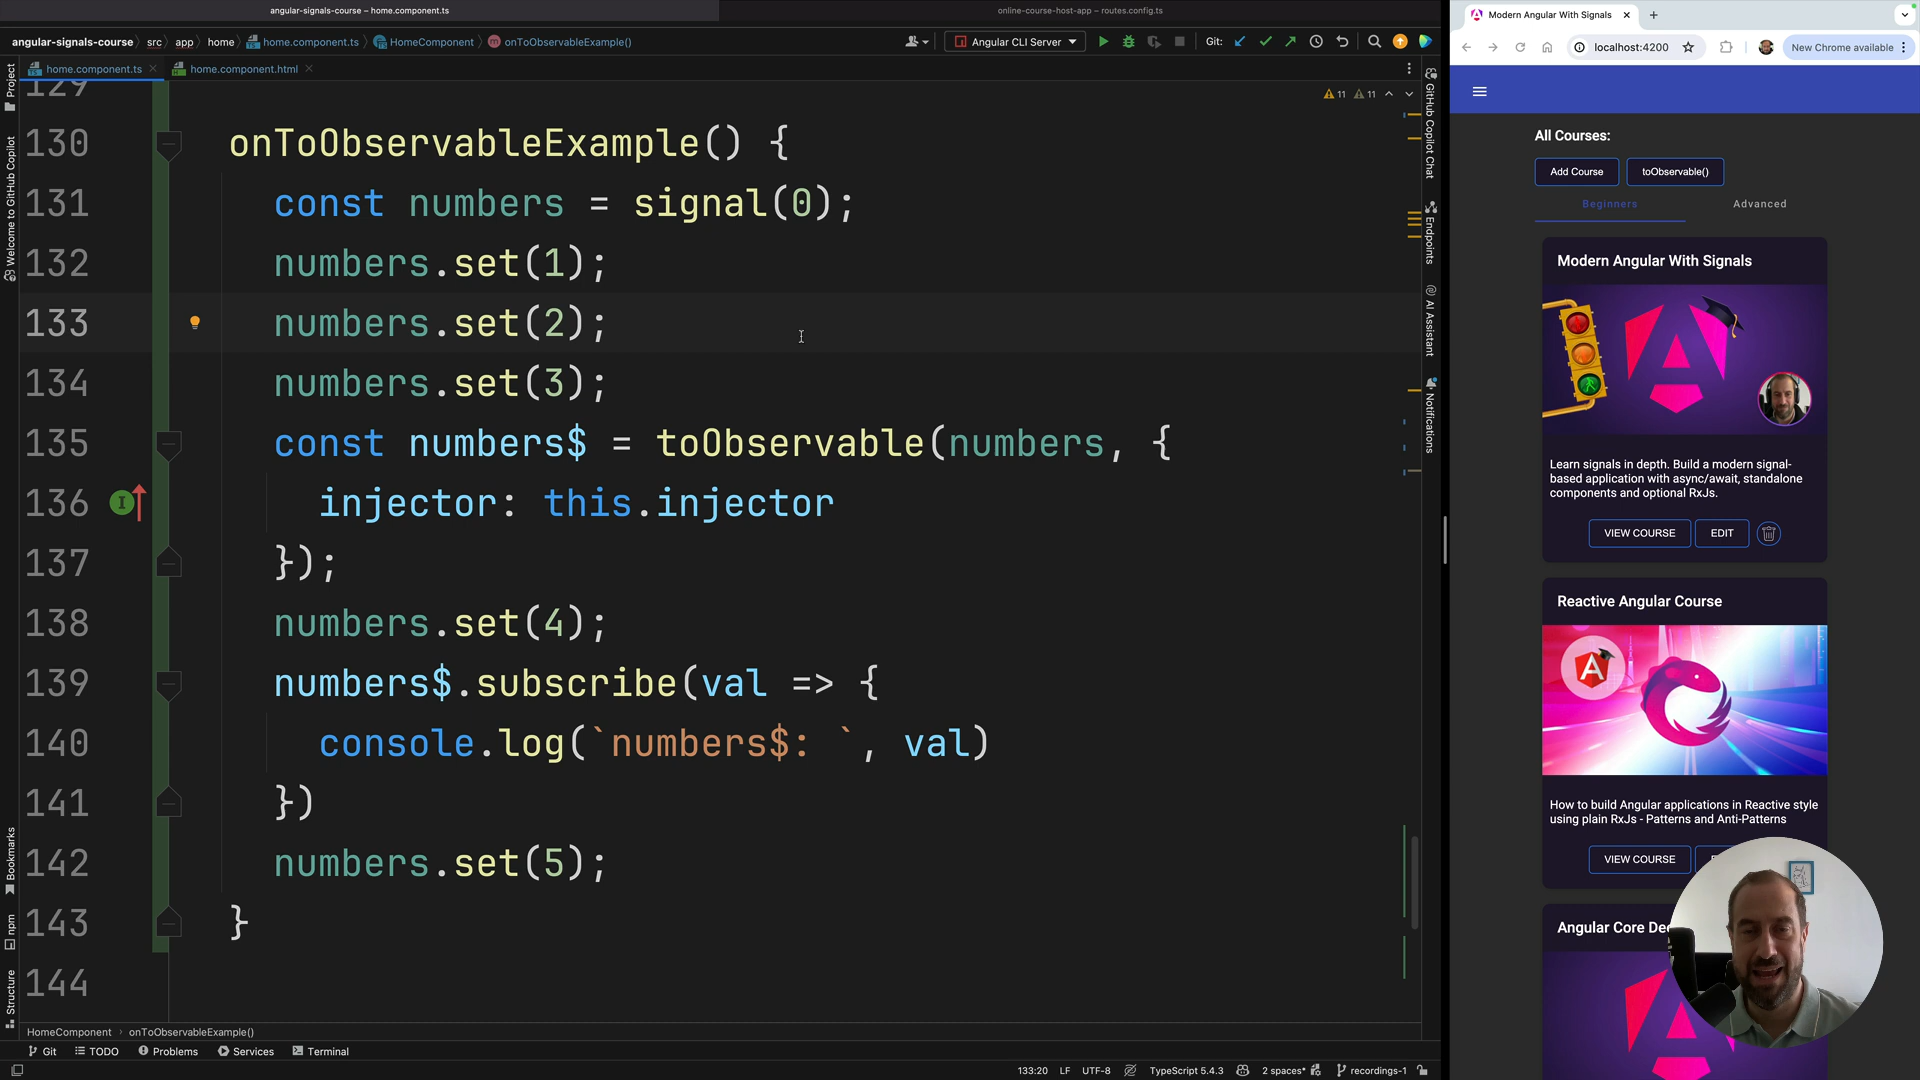 angular-signals-course – home.component.ts
online-course-host-app – routes.config.ts
angular-signals-course › src › app › home › home.component.ts › HomeComponent › onToObservableExample()
Angular CLI Server
Git:
home.component.ts
home.component.html
11 11
129
130 onToObservableExample() {
131 const numbers = signal(0);
132 numbers.set(1);
133 numbers.set(2);
134 numbers.set(3);
135 const numbers$ = toObservable(numbers, {
136 injector: this.injector
137 });
138 numbers.set(4);
139 numbers$.subscribe(val => {
140 console.log(`numbers$: `, val)
141 })
142 numbers.set(5);
143 }
144
Project
Welcome to GitHub Copilot
Bookmarks
npm
Structure
GitHub Copilot Chat
Endpoints
AI Assistant
Notifications
HomeComponent › onToObservableExample()
Git TODO Problems Services Terminal
133:20 LF UTF-8 TypeScript 5.4.3 2 spaces* recordings-1
Modern Angular With Signals
localhost:4200
New Chrome available
All Courses:
Add Course
toObservable()
Beginners
Advanced
Modern Angular With Signals
Learn signals in depth. Build a modern signal-
based application with async/await, standalone
components and optional RxJs.
VIEW COURSE
EDIT
Reactive Angular Course
How to build Angular applications in Reactive style
using plain RxJs - Patterns and Anti-Patterns
VIEW COURSE
Angular Core De